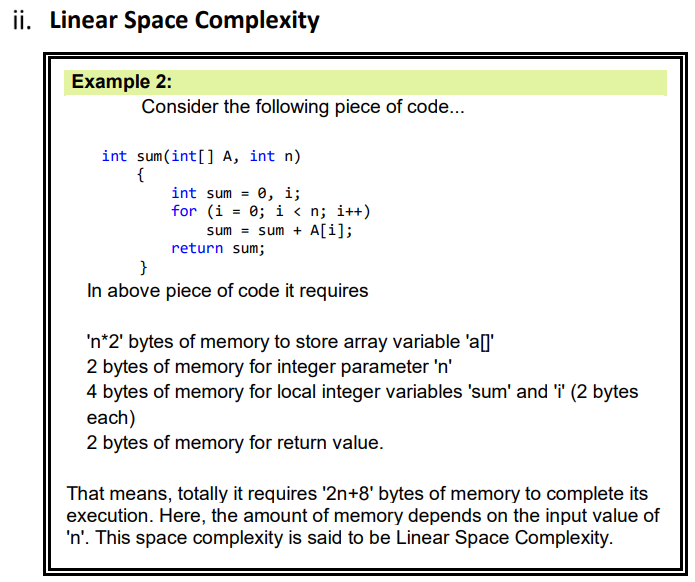 ii. Linear Space Complexity
Example 2:
Consider the following piece of code...
int sum(int[] A, int n)
{
int sum = 0, i;
for (i = 0; i < n; i++)
sum = sum + A[i];
return sum;
}
In above piece of code it requires
'n*2' bytes of memory to store array variable 'a[]'
2 bytes of memory for integer parameter 'n'
4 bytes of memory for local integer variables 'sum' and 'i' (2 bytes
each)
2 bytes of memory for return value.
That means, totally it requires '2n+8' bytes of memory to complete its
execution. Here, the amount of memory depends on the input value of
'n'. This space complexity is said to be Linear Space Complexity.